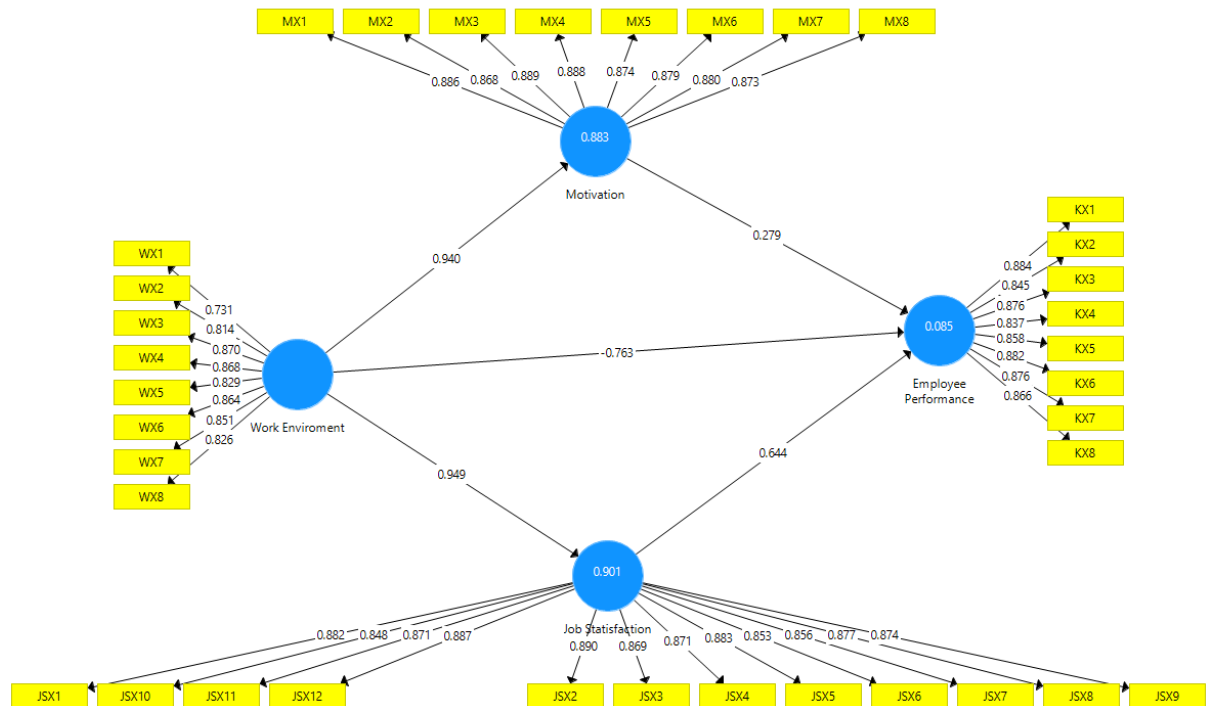 MX1 MX2 MX3 MX4 MX5 MX6 MX7 MX8
0.886 0.868 0.889 0.888 0.874 0.879 0.880 0.873
0.883
Motivation
0.940
0.279
WX1
WX2
WX3
WX4
WX5
WX6
WX7
WX8
0.731
0.814
0.870
0.868
0.829
0.864
0.851
0.826
Work Enviroment
-0.763
0.085
Employee
Performance
0.884
0.845
0.876
0.837
0.858
0.882
0.876
0.866
KX1
KX2
KX3
KX4
KX5
KX6
KX7
KX8
0.949
0.644
0.901
Job Statisfaction
0.882 0.848 0.871 0.887 0.890 0.869 0.871 0.883 0.853 0.856 0.877 0.874
JSX1 JSX10 JSX11 JSX12 JSX2 JSX3 JSX4 JSX5 JSX6 JSX7 JSX8 JSX9